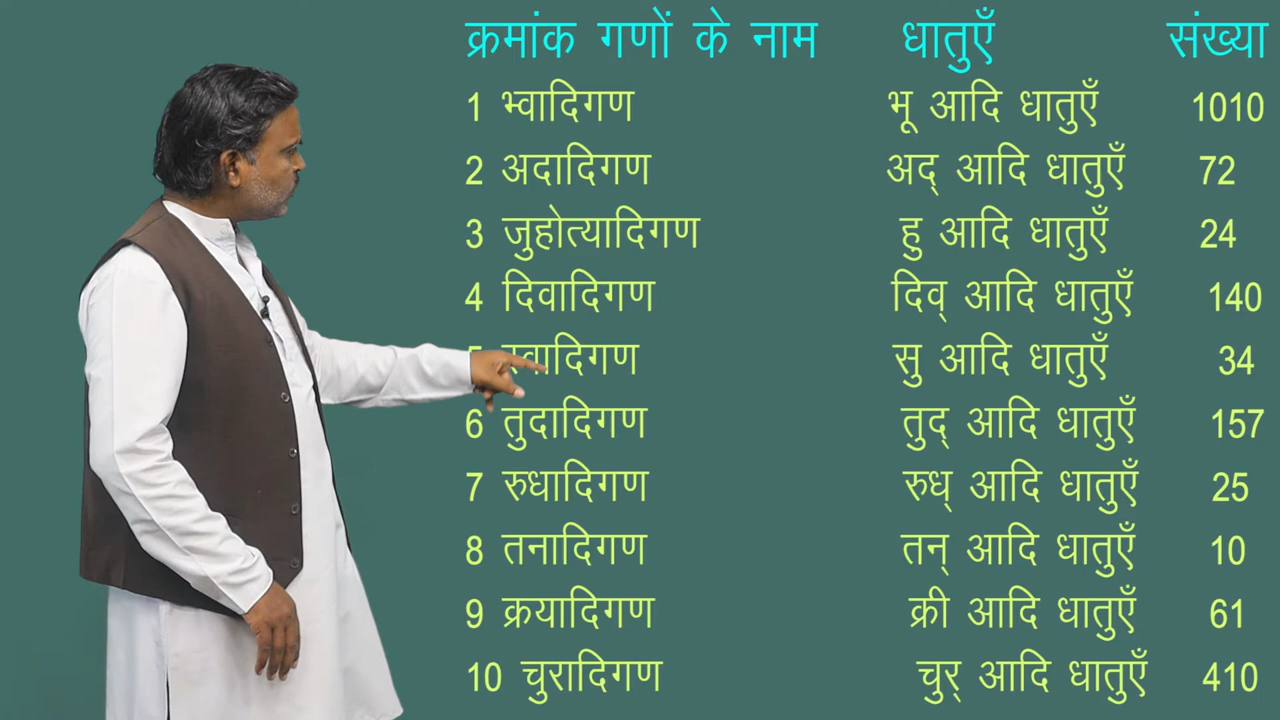 क्रमांक गणों के नाम धातुएँ संख्या
1 भ्वादिगण भू आदि धातुएँ 1010
2 अदादिगण अद् आदि धातुएँ 72
3 जुहोत्यादिगण हु आदि धातुएँ 24
4 दिवादिगण दिव् आदि धातुएँ 140
5 स्वादिगण सु आदि धातुएँ 34
6 तुदादिगण तुद् आदि धातुएँ 157
7 रुधादिगण रुध् आदि धातुएँ 25
8 तनादिगण तन् आदि धातुएँ 10
9 क्रयादिगण क्री आदि धातुएँ 61
10 चुरादिगण चुर् आदि धातुएँ 410